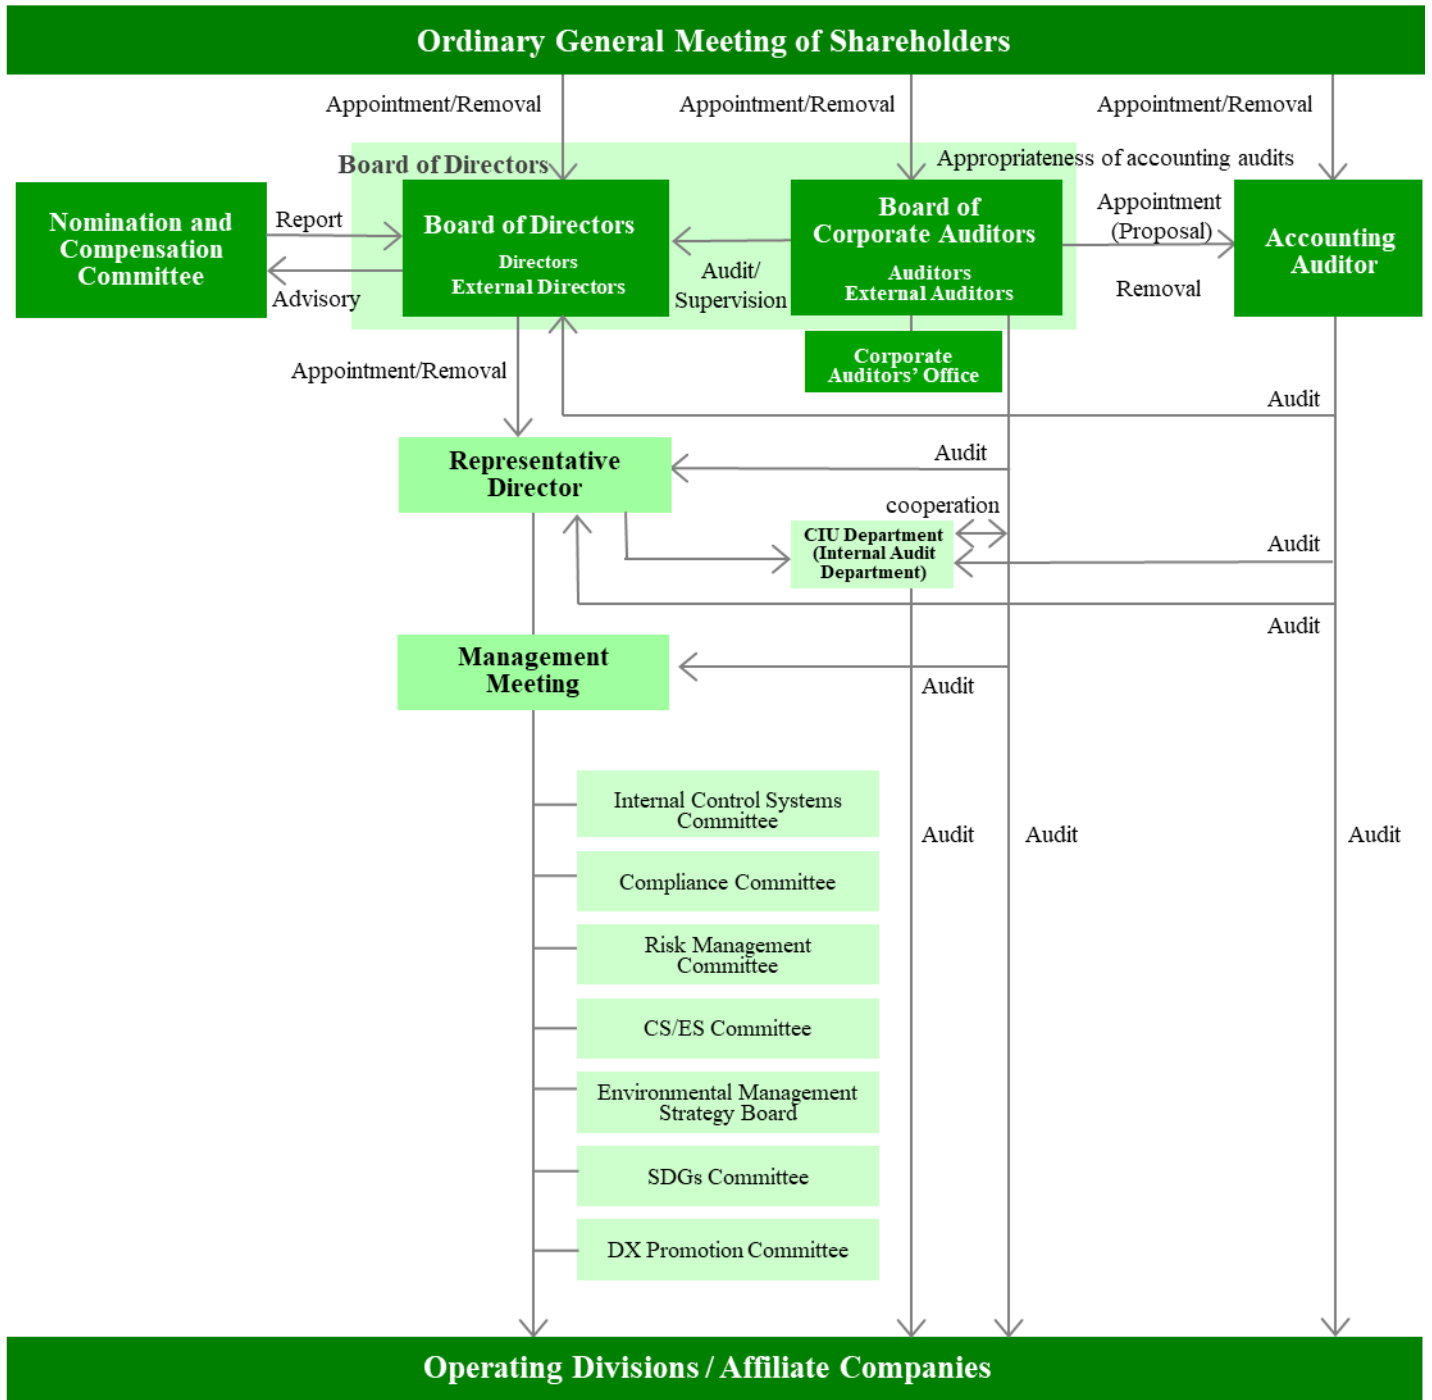 Ordinary General Meeting of Shareholders
Appointment/Removal
Appointment/Removal
Appointment/Removal
Board of Directors
Appropriateness of accounting audits
Nomination and
Compensation
Committee
Report
Advisory
Board of Directors
Directors
External Directors
Audit/
Supervision
Board of
Corporate Auditors
Auditors
External Auditors
Appointment
(Proposal)
Removal
Accounting
Auditor
Corporate
Auditors’ Office
Appointment/Removal
Audit
Representative
Director
Audit
cooperation
CIU Department
(Internal Audit
Department)
Audit
Audit
Management
Meeting
Audit
Internal Control Systems
Committee
Audit
Audit
Audit
Compliance Committee
Risk Management
Committee
CS/ES Committee
Environmental Management
Strategy Board
SDGs Committee
DX Promotion Committee
Operating Divisions / Affiliate Companies